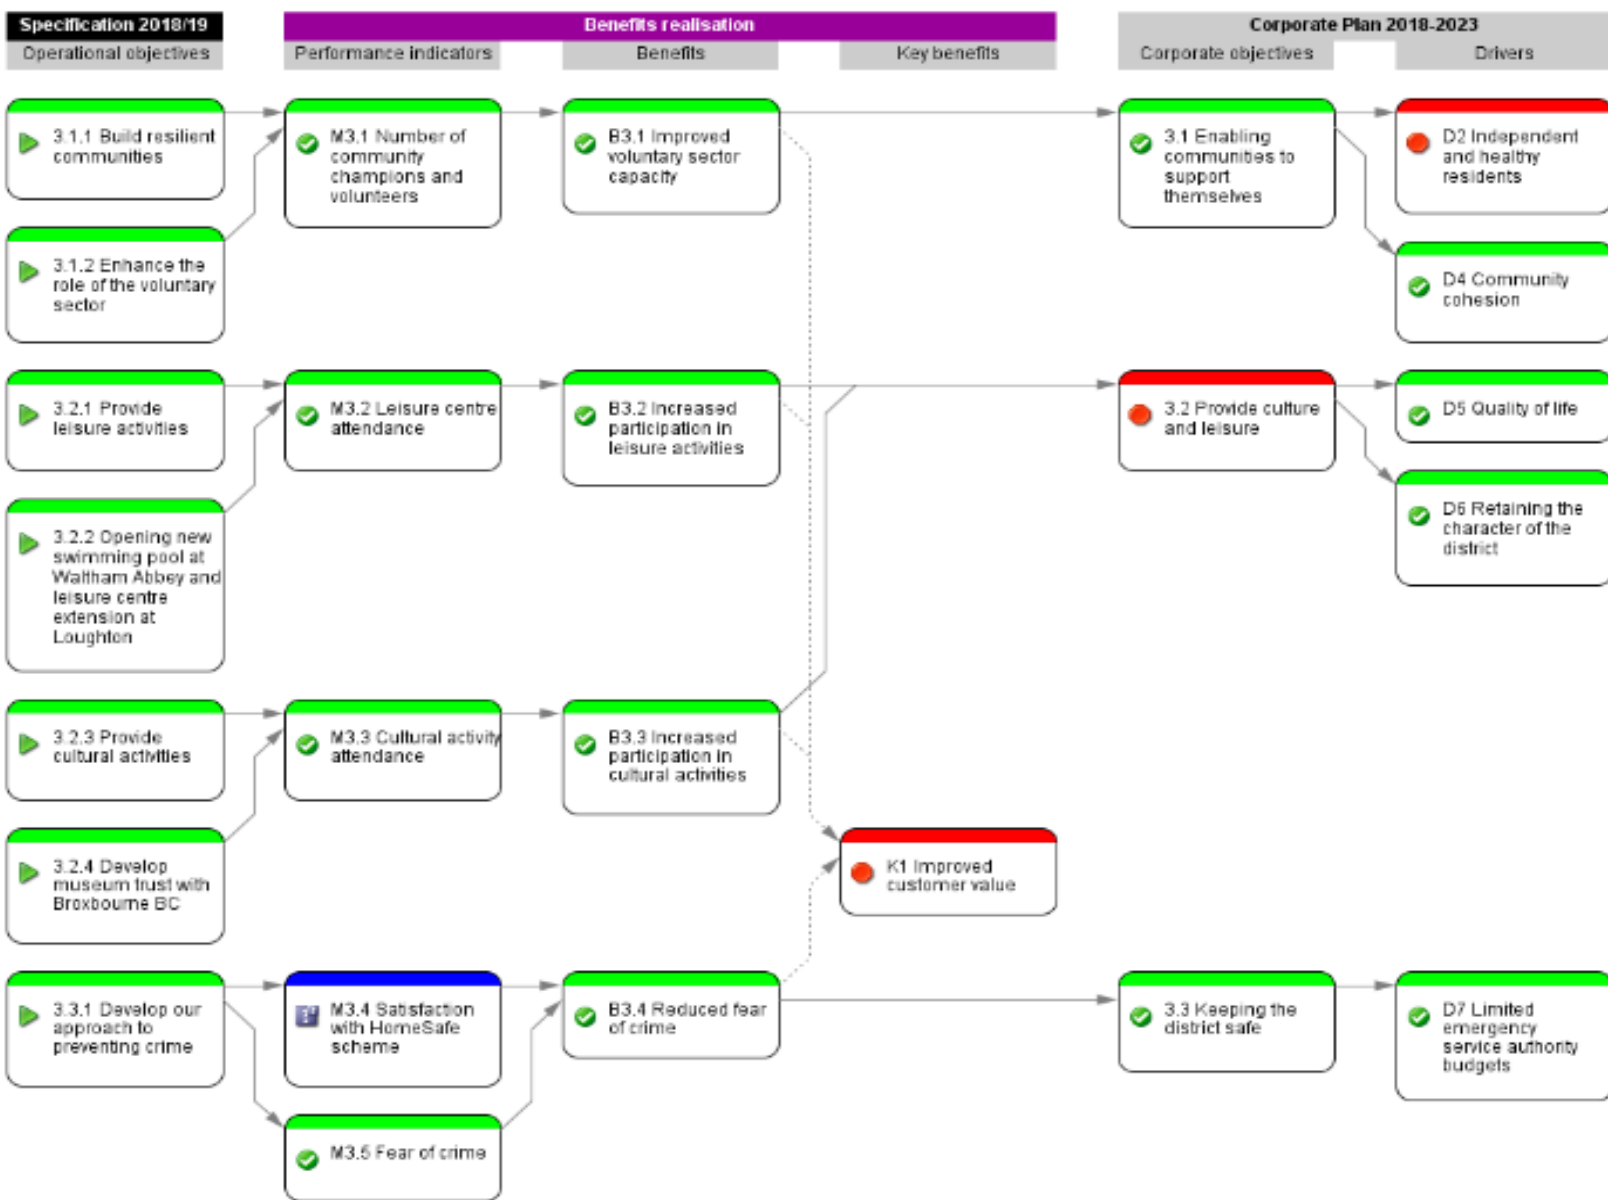 Specification 2018/19
Benefits realisation
Corporate Plan 2018-2023
Operational objectives
Performance indicators
Benefits
Key benefits
Corporate objectives
Drivers
3.1.1 Build resilient
communities
M3.1 Number of
community
champions and
volunteers
B3.1 Improved
voluntary sector
capacity
3.1 Enabling
communities to
support
themselves
D2 Independent
and healthy
residents
3.1.2 Enhance the
role of the voluntary
sector
D4 Community
cohesion
3.2.1 Provide
leisure activities
M3.2 Leisure centre
attendance
B3.2 Increased
participation in
leisure activities
3.2 Provide culture
and leisure
D5 Quality of life
3.2.2 Opening new
swimming pool at
Waltham Abbey and
leisure centre
extension at
Loughton
D6 Retaining the
character of the
district
3.2.3 Provide
cultural activities
M3.3 Cultural activity
attendance
B3.3 Increased
participation in
cultural activities
3.2.4 Develop
museum trust with
Broxbourne BC
K1 Improved
customer value
3.3.1 Develop our
approach to
preventing crime
M3.4 Satisfaction
with HomeSafe
scheme
B3.4 Reduced fear
of crime
3.3 Keeping the
district safe
D7 Limited
emergency
service authority
budgets
M3.5 Fear of crime